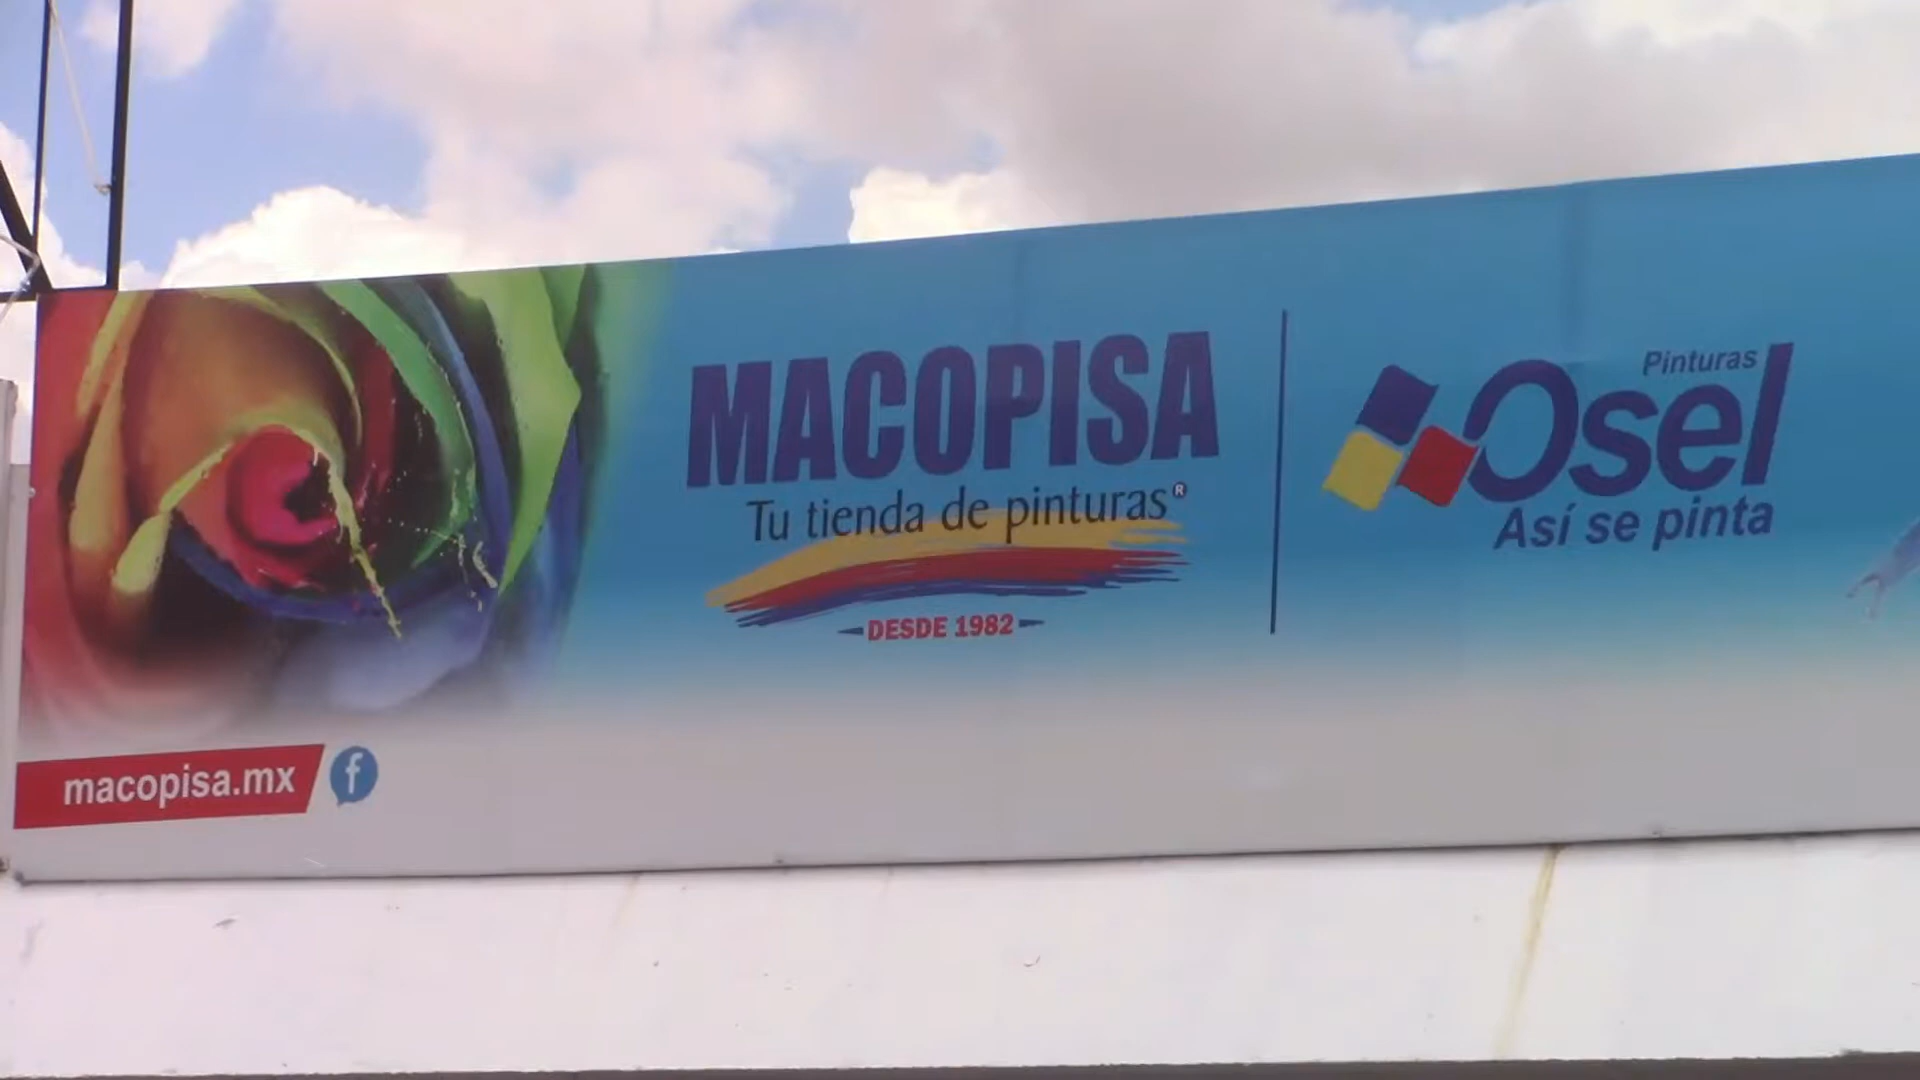 MACOPISA
Tu tienda de pinturas®
DESDE 1982
Pinturas
Osel
Así se pinta
macopisa.mx
f